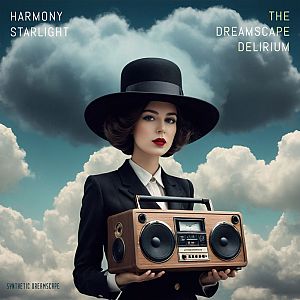 HARMONY
STARLIGHT
THE
DREAMSCAPE
DELIRIUM
SYNTHETIC DREAMSCAPE